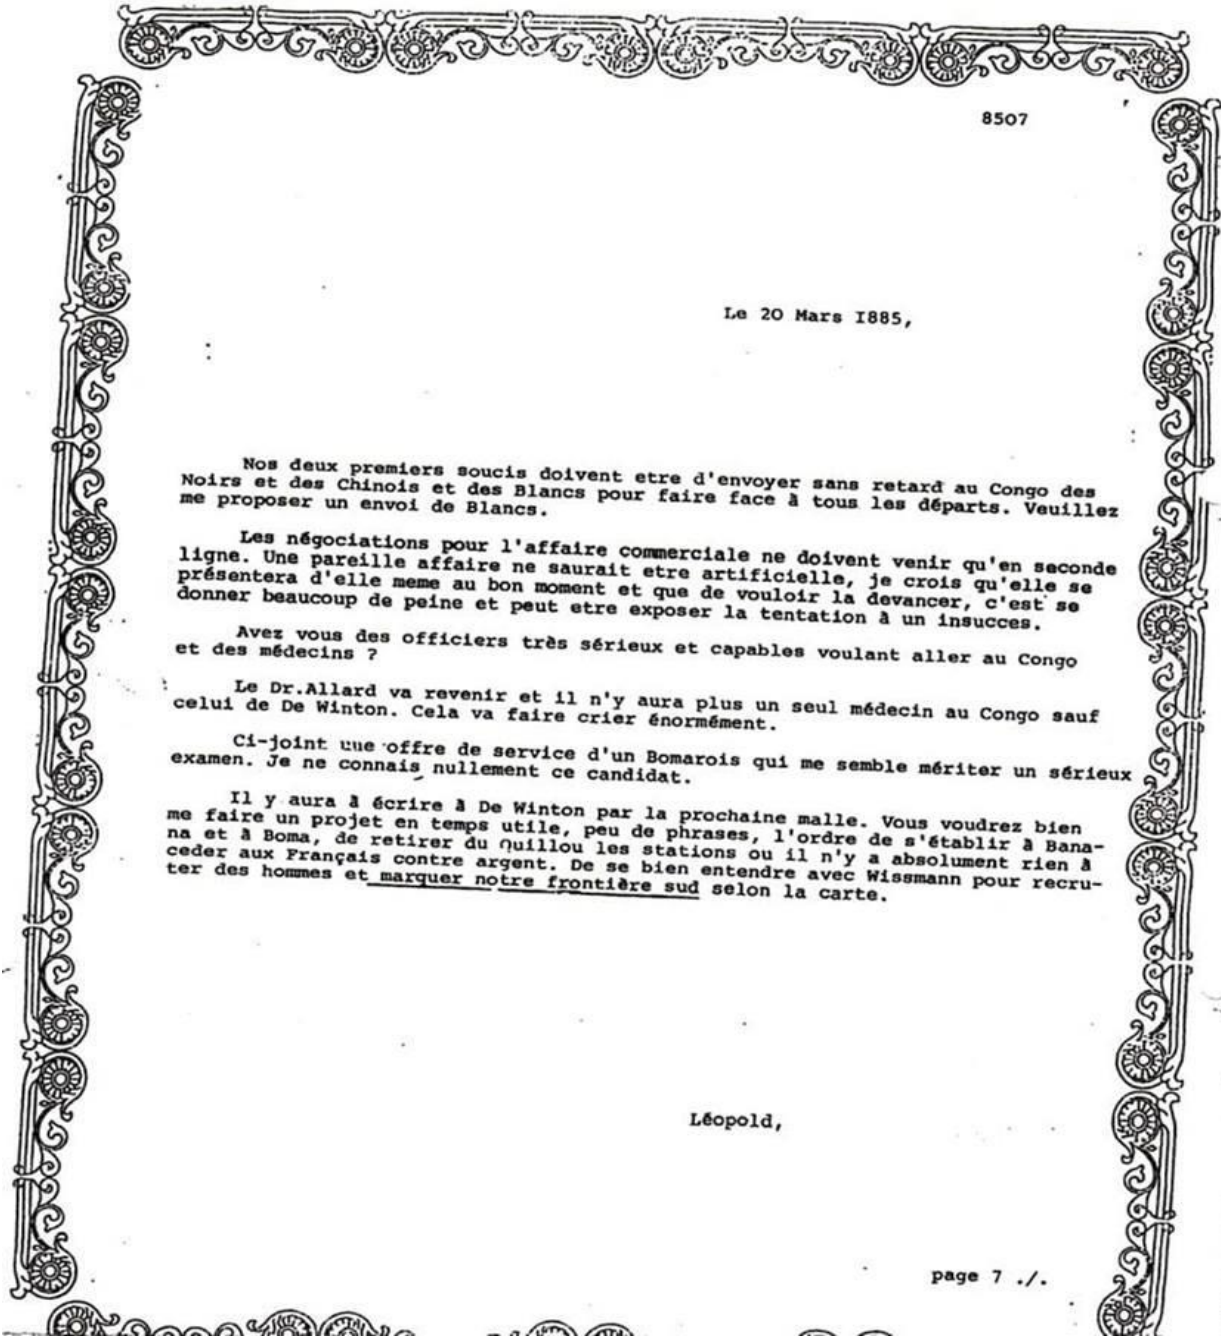 8507
Le 20 Mars I885,
Nos deux premiers soucis doivent etre d'envoyer sans retard au Congo des
Noirs et des Chinois et des Blancs pour faire face à tous les départs. Veuillez
me proposer un envoi de Blancs.
Les négociations pour l'affaire commerciale ne doivent venir qu'en seconde
ligne. Une pareille affaire ne saurait etre artificielle, je crois qu'elle se
présentera d'elle meme au bon moment et que de vouloir la devancer, c'est se
donner beaucoup de peine et peut etre exposer la tentation à un insucces.
Avez vous des officiers très sérieux et capables voulant aller au Congo
et des médecins ?
Le Dr.Allard va revenir et il n'y aura plus un seul médecin au Congo sauf
celui de De Winton. Cela va faire crier énormément.
Ci-joint une offre de service d'un Bomarois qui me semble mériter un sérieux
examen. Je ne connais nullement ce candidat.
Il y aura à écrire à De Winton par la prochaine malle. Vous voudrez bien
me faire un projet en temps utile, peu de phrases, l'ordre de s'établir à Bana-
na et à Boma, de retirer du Quillou les stations ou il n'y a absolument rien à
ceder aux Français contre argent. De se bien entendre avec Wissmann pour recru-
ter des hommes et marquer notre frontière sud selon la carte.
Léopold,
page 7 ./.